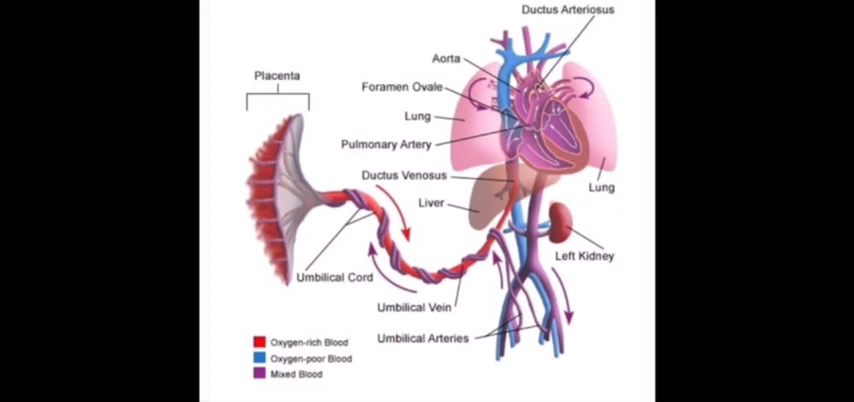 Ductus Arteriosus
Aorta
Placenta
Foramen Ovale
Lung
Pulmonary Artery
Ductus Venosus
Lung
Liver
Left Kidney
Umbilical Cord
Umbilical Vein
Umbilical Arteries
Oxygen-rich Blood
Oxygen-poor Blood
Mixed Blood